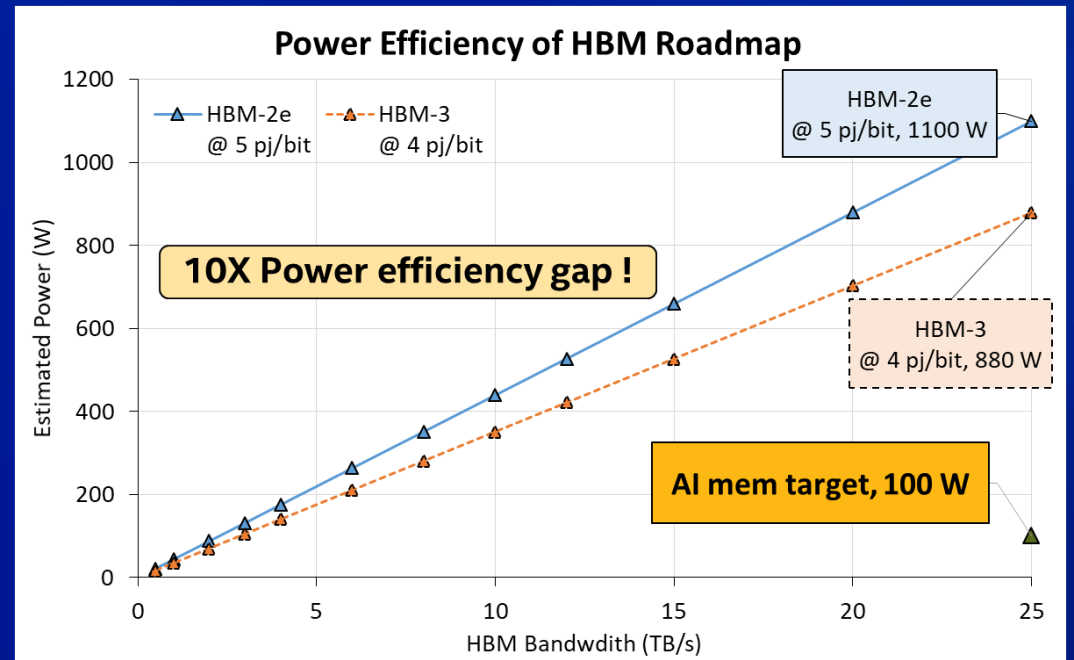 Power Efficiency of HBM Roadmap
1200
1000
800
600
400
200
0
Estimated Power (W)
HBM-2e
@ 5 pj/bit
HBM-3
@ 4 pj/bit
HBM-2e
@ 5 pj/bit, 1100 W
10X Power efficiency gap !
HBM-3
@ 4 pj/bit, 880 W
AI mem target, 100 W
0 5 10 15 20 25
HBM Bandwdith (TB/s)